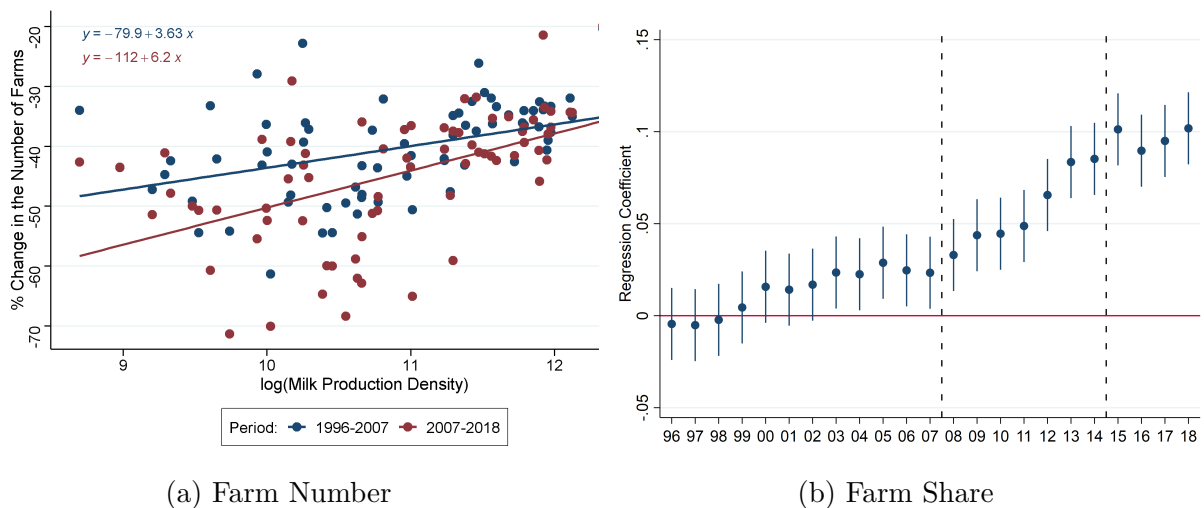 y = −79.9 + 3.63 x
y = −112 + 6.2 x
% Change in the Number of Farms
-20
-30
-40
-50
-60
-70
9 10 11 12
log(Milk Production Density)
Period: 1996-2007 2007-2018
(a) Farm Number
Regression Coefficient
.15
.1
.05
0
-.05
96 97 98 99 00 01 02 03 04 05 06 07 08 09 10 11 12 13 14 15 16 17 18
(b) Farm Share